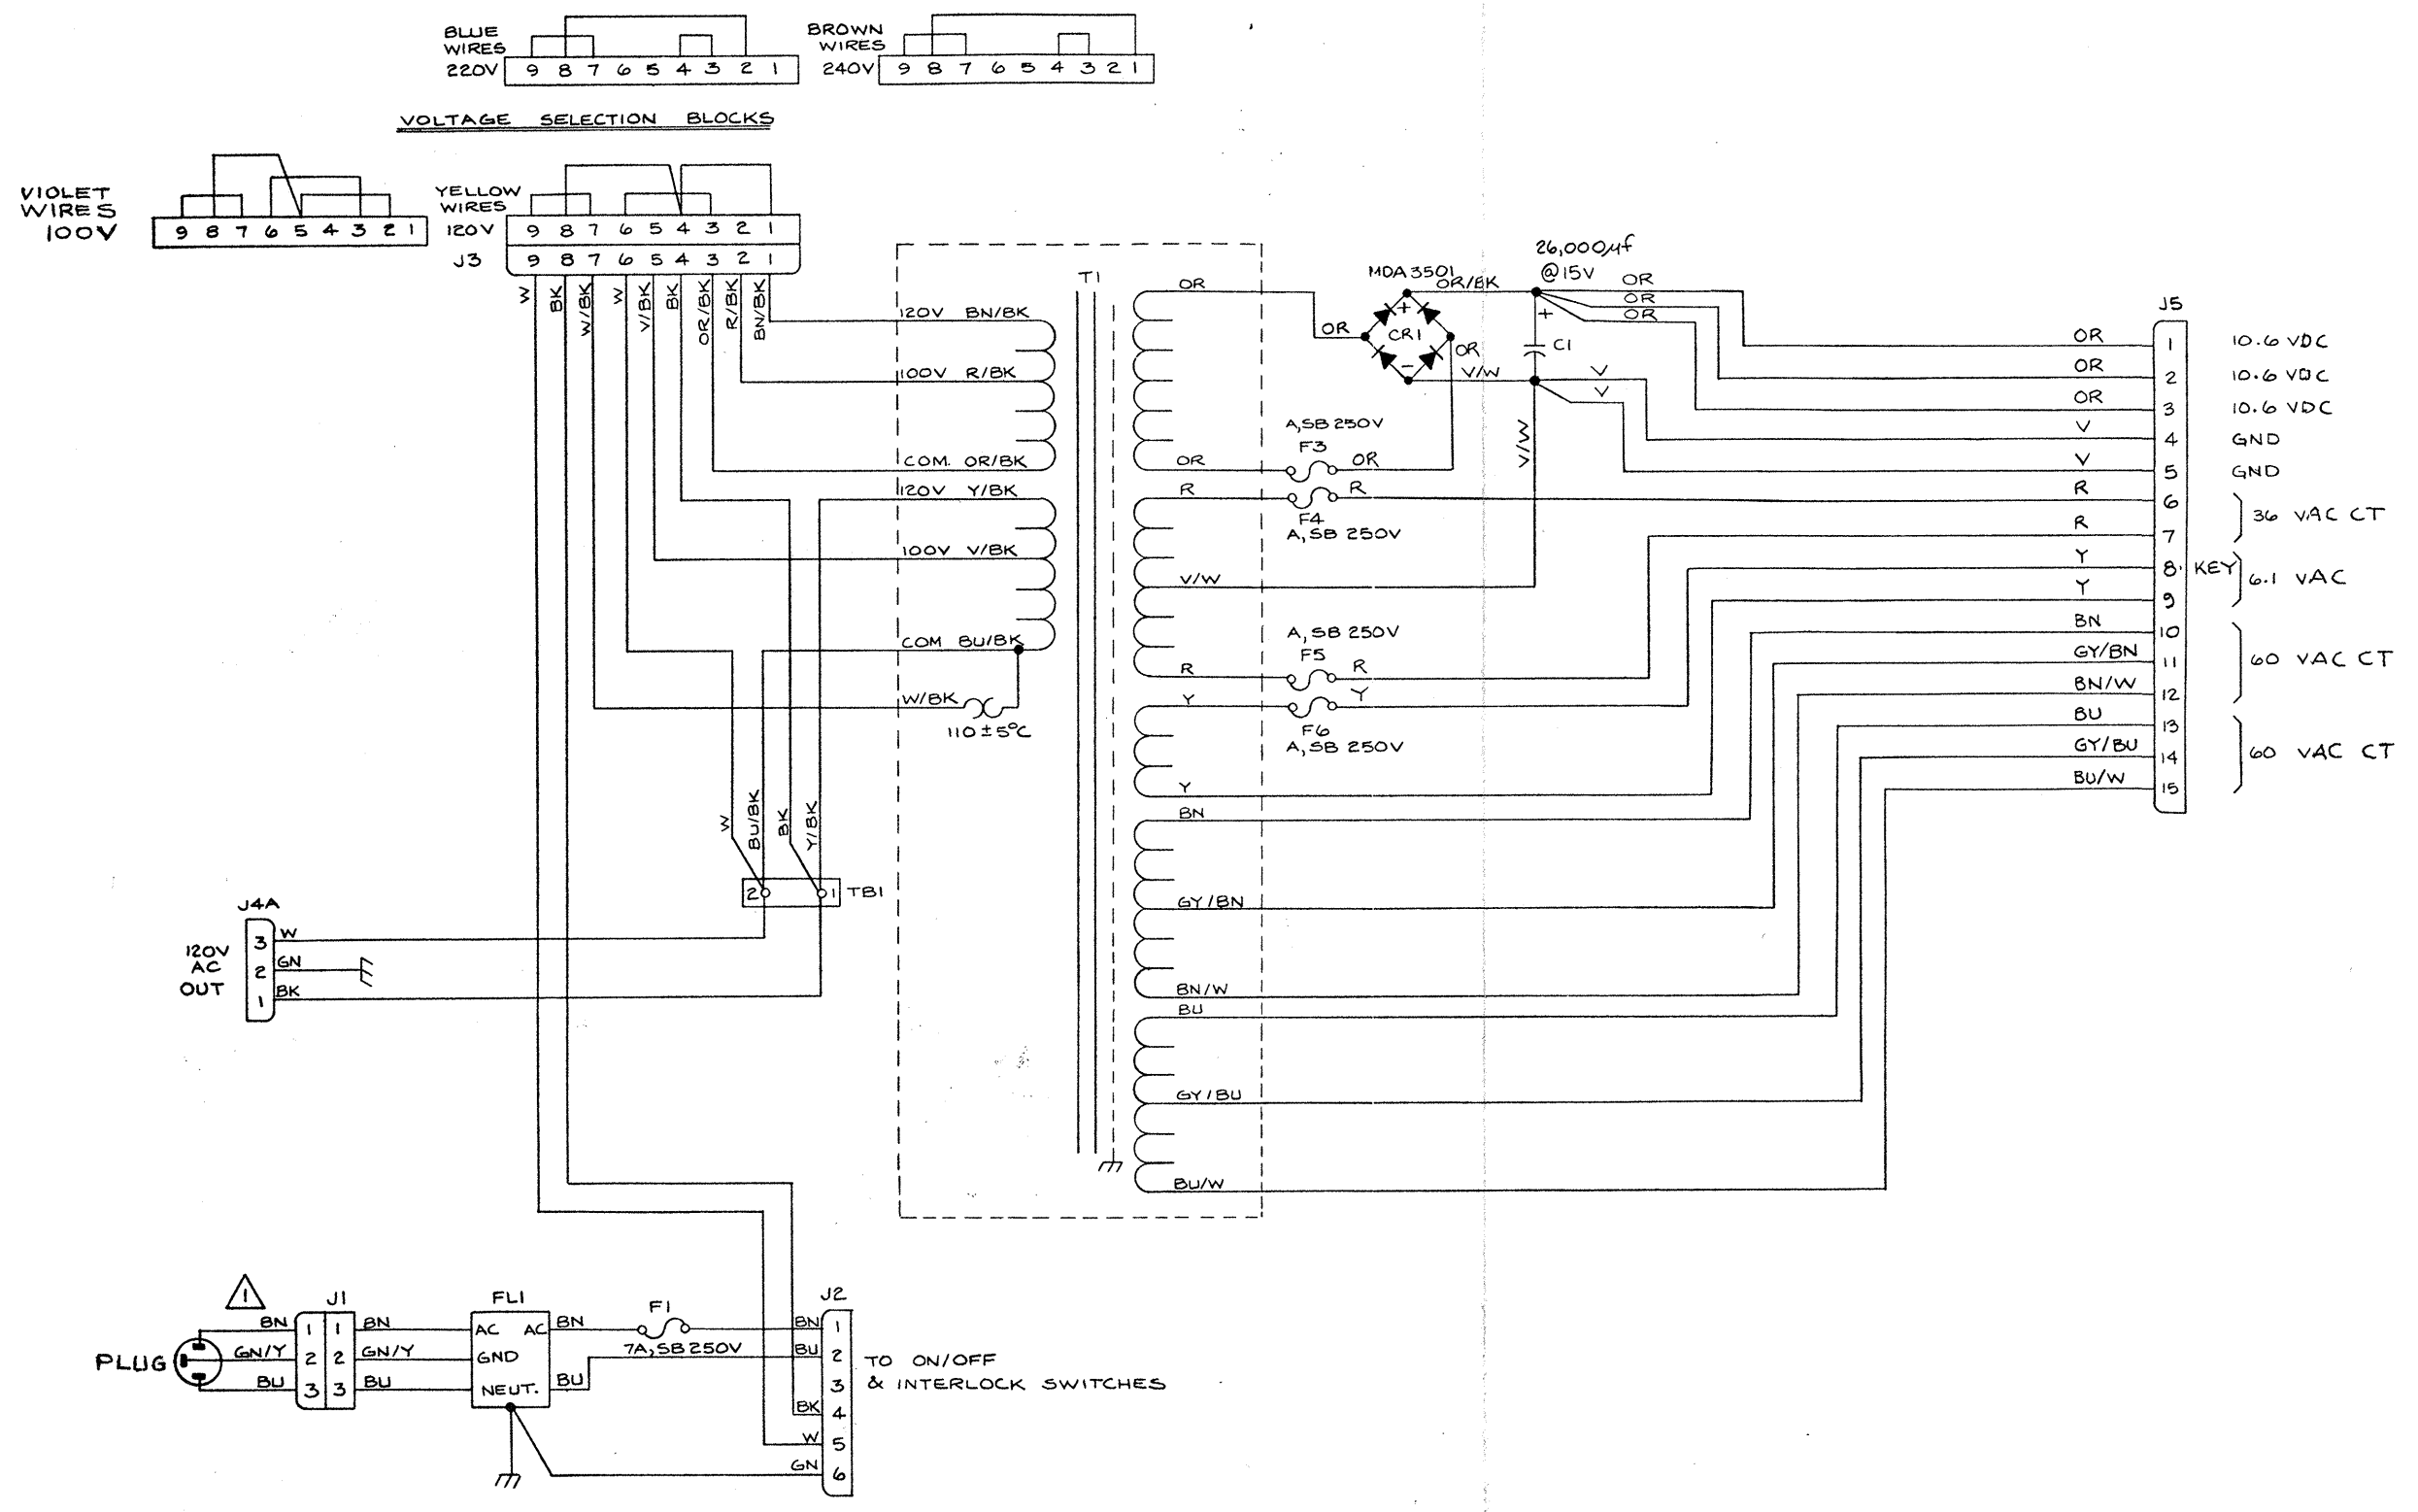 BLUE
WIRES
220V
9 8 7 6 5 4 3 2 1
BROWN
WIRES
240V
9 8 7 6 5 4 3 2 1
VOLTAGE SELECTION BLOCKS
VIOLET
WIRES
100V
9 8 7 6 5 4 3 2 1
YELLOW
WIRES
120V
9 8 7 6 5 4 3 2 1
J3
9 8 7 6 5 4 3 2 1
W
BK
W/BK
W
V/BK
BK
OR/BK
R/BK
BN/BK
T1
120V BN/BK
100V R/BK
COM. OR/BK
120V Y/BK
100V V/BK
COM BU/BK
W/BK
110±5°C
OR
OR
R
V/W
R
Y
Y
BN
GY/BN
BN/W
BU
GY/BU
BU/W
MDA3501
OR/BK
OR
+
CR1
-
OR
V/W
26,000µf
@15V
OR
OR
OR
+
C1
V
V
V/W
A,SB 250V
F3
OR
R
F4
A,SB 250V
A,SB 250V
F5
R
Y
F6
A,SB 250V
J5
OR 1 10.6 VDC
OR 2 10.6 VDC
OR 3 10.6 VDC
V 4 GND
V 5 GND
R 6
36 VAC CT
R 7
Y 8 KEY
6.1 VAC
Y 9
BN 10
GY/BN 11
60 VAC CT
BN/W 12
BU 13
GY/BU 14
60 VAC CT
BU/W 15
W
BU/BK
BK
Y/BK
2 1 TB1
J4A
120V
AC
OUT
3 W
2 GN
1 BK
1
PLUG
BN
GN/Y
BU
J1
1 1 BN
2 2 GN/Y
3 3 BU
FL1
AC AC
GND
NEUT.
BN
BU
F1
7A,SB250V
J2
BN 1
BU 2
3
BK 4
W 5
GN 6
TO ON/OFF
& INTERLOCK SWITCHES